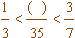 1/3 < ( )/35 < 3/7